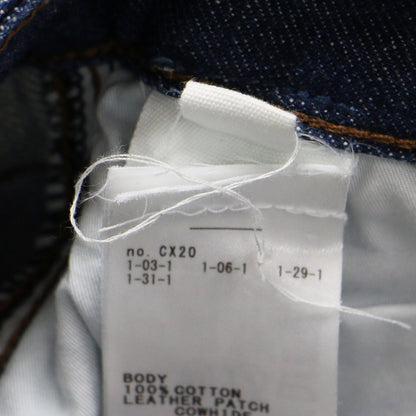 no. CX20
1-03-1 1-06-1 1-29-1
1-31-1
BODY
100% COTTON
LEATHER PATCH
COWHIDE